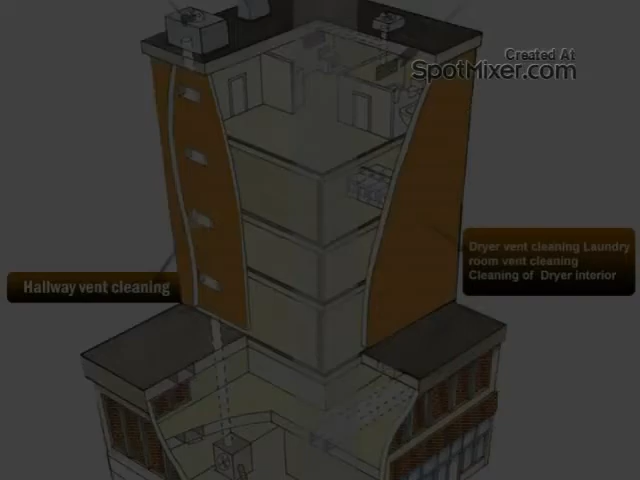 Created At
SpotMixer.com
Dryer vent cleaning Laundry
room vent cleaning
Cleaning of Dryer interior
Hallway vent cleaning